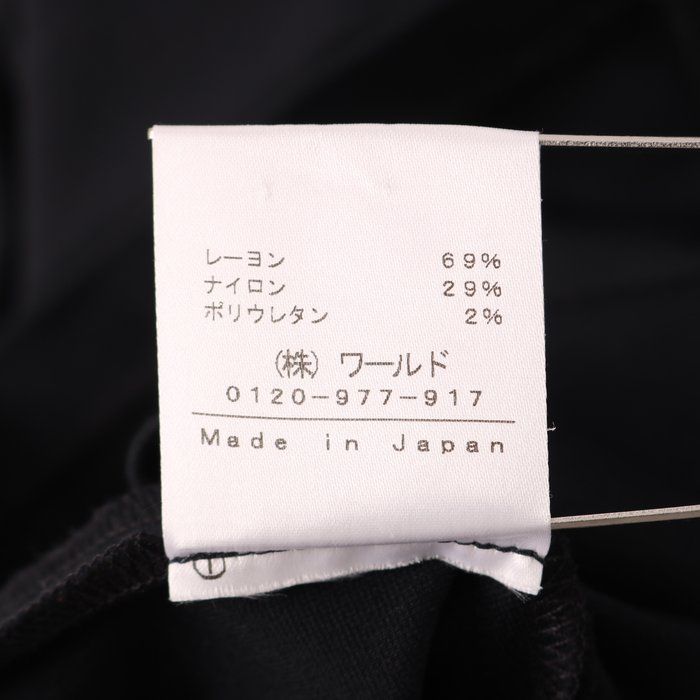 レーヨン 69%
ナイロン 29%
ポリウレタン 2%
(株) ワールド
0120-977-917
Made in Japan